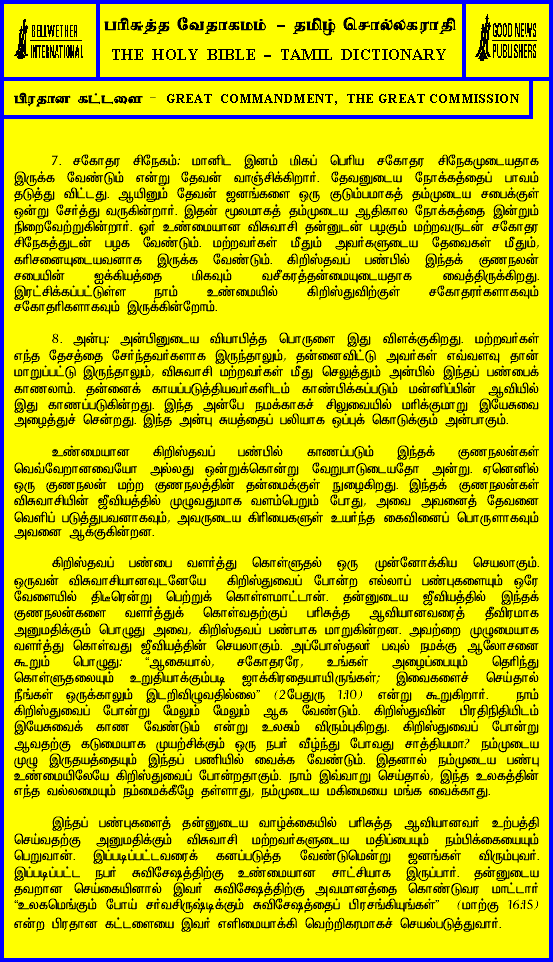 BELLWETHER
INTERNATIONAL
பரிசுத்த வேதாகமம் - தமிழ் சொல்லகராதி
THE HOLY BIBLE - TAMIL DICTIONARY
GOOD NEWS
PUBLISHERS
பிரதான கட்டளை - GREAT COMMANDMENT, THE GREAT COMMISSION
7. சகோதர சிநேகம்: மானிட இனம் மிகப் பெரிய சகோதர சிநேகமுடையதாக
இருக்க வேண்டும் என்று தேவன் வாஞ்சிக்கிறார். தேவனுடைய நோக்கத்தைப் பாவம்
தடுத்து விட்டது. ஆயினும் தேவன் ஜனங்களை ஒரு குடும்பமாகத் தம்முடைய சபைக்குள்
ஒன்று சேர்த்து வருகின்றார். இதன் மூலமாகத் தம்முடைய ஆதிகால நோக்கத்தை இன்றும்
நிறைவேற்றுகின்றார். ஓர் உண்மையான விசுவாசி தன்னுடன் பழகும் மற்றவருடன் சகோதர
சிநேகத்துடன் பழக வேண்டும். மற்றவர்கள் மீதும் அவர்களுடைய தேவைகள் மீதும்,
கரிசனையுடையவனாக இருக்க வேண்டும். கிறிஸ்தவப் பண்பில் இந்தக் குணநலன்
சபையின் ஐக்கியத்தை மிகவும் வசீகரத்தன்மையுடையதாக வைத்திருக்கிறது.
இரட்சிக்கப்பட்டுள்ள நாம் உண்மையில் கிறிஸ்துவிற்குள் சகோதரர்களாகவும்
சகோதரிகளாகவும் இருக்கின்றோம்.
8. அன்பு: அன்பினுடைய வியாபித்த பொருளை இது விளக்குகிறது. மற்றவர்கள்
எந்த தேசத்தை சேர்ந்தவர்களாக இருந்தாலும், தன்னைவிட்டு அவர்கள் எவ்வளவு தான்
மாறுப்பட்டு இருந்தாலும், விசுவாசி மற்றவர்கள் மீது செலுத்தும் அன்பில் இந்தப் பண்பைக்
காணலாம். தன்னைக் காயப்படுத்தியவர்களிடம் காண்பிக்கப்படும் மன்னிப்பின் ஆவியில்
இது காணப்படுகின்றது. இந்த அன்பே நமக்காகச் சிலுவையில் மரிக்குமாறு இயேசுவை
அழைத்துச் சென்றது. இந்த அன்பு சுயத்தைப் பலியாக ஒப்புக் கொடுக்கும் அன்பாகும்.
உண்மையான கிறிஸ்தவப் பண்பில் காணப்படும் இந்தக் குணநலன்கள்
வெவ்வேறானவையோ அல்லது ஒன்றுக்கொன்று வேறுபாடுடையதோ அன்று. ஏனெனில்
ஒரு குணநலன் மற்ற குணநலத்தின் தன்மைக்குள் நுழைகிறது. இந்தக் குணநலன்கள்
விசுவாசியின் ஜீவியத்தில் முழுவதுமாக வளம்பெறும் போது, அவை அவனைத் தேவனை
வெளிப் படுத்துபவனாகவும், அவருடைய கிரியைகளுள் உயர்ந்த கைவினைப் பொருளாகவும்
அவனை ஆக்குகின்றன.
கிறிஸ்தவப் பண்பை வளர்த்து கொள்ளுதல் ஒரு முன்னோக்கிய செயலாகும்.
ஒருவன் விசுவாசியானவுடனேயே கிறிஸ்துவைப் போன்ற எல்லாப் பண்புகளையும் ஒரே
வேளையில் திடீரென்று பெற்றுக் கொள்ளமாட்டான். தன்னுடைய ஜீவியத்தில் இந்தக்
குணநலன்களை வளர்த்துக் கொள்வதற்குப் பரிசுத்த ஆவியானவரைத் தீவிரமாக
அனுமதிக்கும் பொழுது அவை, கிறிஸ்தவப் பண்பாக மாறுகின்றன. அவற்றை முழுமையாக
வளர்த்து கொள்வது ஜீவியத்தின் செயலாகும். அப்போஸ்தலர் பவுல் நமக்கு ஆலோசனை
கூறும் பொழுது: "ஆகையால், சகோதரரே, உங்கள் அழைப்பையும் தெரிந்து
கொள்ளுதலையும் உறுதியாக்கும்படி ஜாக்கிரதையாயிருங்கள்; இவைகளைச் செய்தால்
நீங்கள் ஒருக்காலும் இடறிவிழுவதில்லை" (2பேதுரு 1:10) என்று கூறுகிறார். நாம்
கிறிஸ்துவைப் போன்று மேலும் மேலும் ஆக வேண்டும். கிறிஸ்துவின் பிரதிநிதியிடம்
இயேசுவைக் காண வேண்டும் என்று உலகம் விரும்புகிறது. கிறிஸ்துவைப் போன்று
ஆவதற்கு கடுமையாக முயற்சிக்கும் ஒரு நபர் வீழ்ந்து போவது சாத்தியமா? நம்முடைய
முழு இருதயத்தையும் இந்தப் பணியில் வைக்க வேண்டும். இதனால் நம்முடைய பண்பு
உண்மையிலேயே கிறிஸ்துவைப் போன்றதாகும். நாம் இவ்வாறு செய்தால், இந்த உலகத்தின்
எந்த வல்லமையும் நம்மைக்கீழே தள்ளாது, நம்முடைய மகிமையை மங்க வைக்காது.
இந்தப் பண்புகளைத் தன்னுடைய வாழ்க்கையில் பரிசுத்த ஆவியானவர் உற்பத்தி
செய்வதற்கு அனுமதிக்கும் விசுவாசி மற்றவர்களுடைய மதிப்பையும் நம்பிக்கையையும்
பெறுவான். இப்படிப்பட்டவரைக் கனப்படுத்த வேண்டுமென்று ஜனங்கள் விரும்புவர்.
இப்படிப்பட்ட நபர் சுவிசேஷத்திற்கு உண்மையான சாட்சியாக இருப்பார். தன்னுடைய
தவறான செய்கையினால் இவர் சுவிசேஷத்திற்கு அவமானத்தை கொண்டுவர மாட்டார்
"உலகமெங்கும் போய் சர்வசிருஷ்டிக்கும் சுவிசேஷத்தைப் பிரசங்கியுங்கள்" (மாற்கு 16:15)
என்ற பிரதான கட்டளையை இவர் எளிமையாக்கி வெற்றிகரமாகச் செயல்படுத்துவார்.